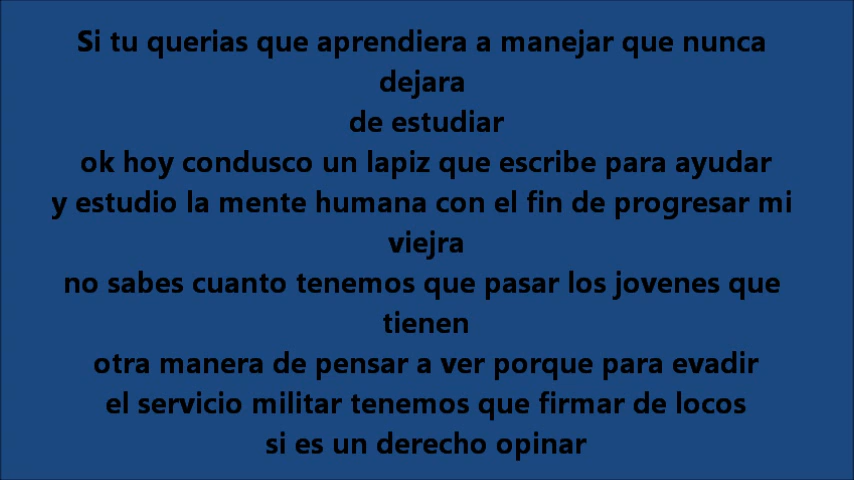 Si tu querias que aprendiera a manejar que nunca
dejara
de estudiar
ok hoy condusco un lapiz que escribe para ayudar
y estudio la mente humana con el fin de progresar mi
viejra
no sabes cuanto tenemos que pasar los jovenes que
tienen
otra manera de pensar a ver porque para evadir
el servicio militar tenemos que firmar de locos
si es un derecho opinar